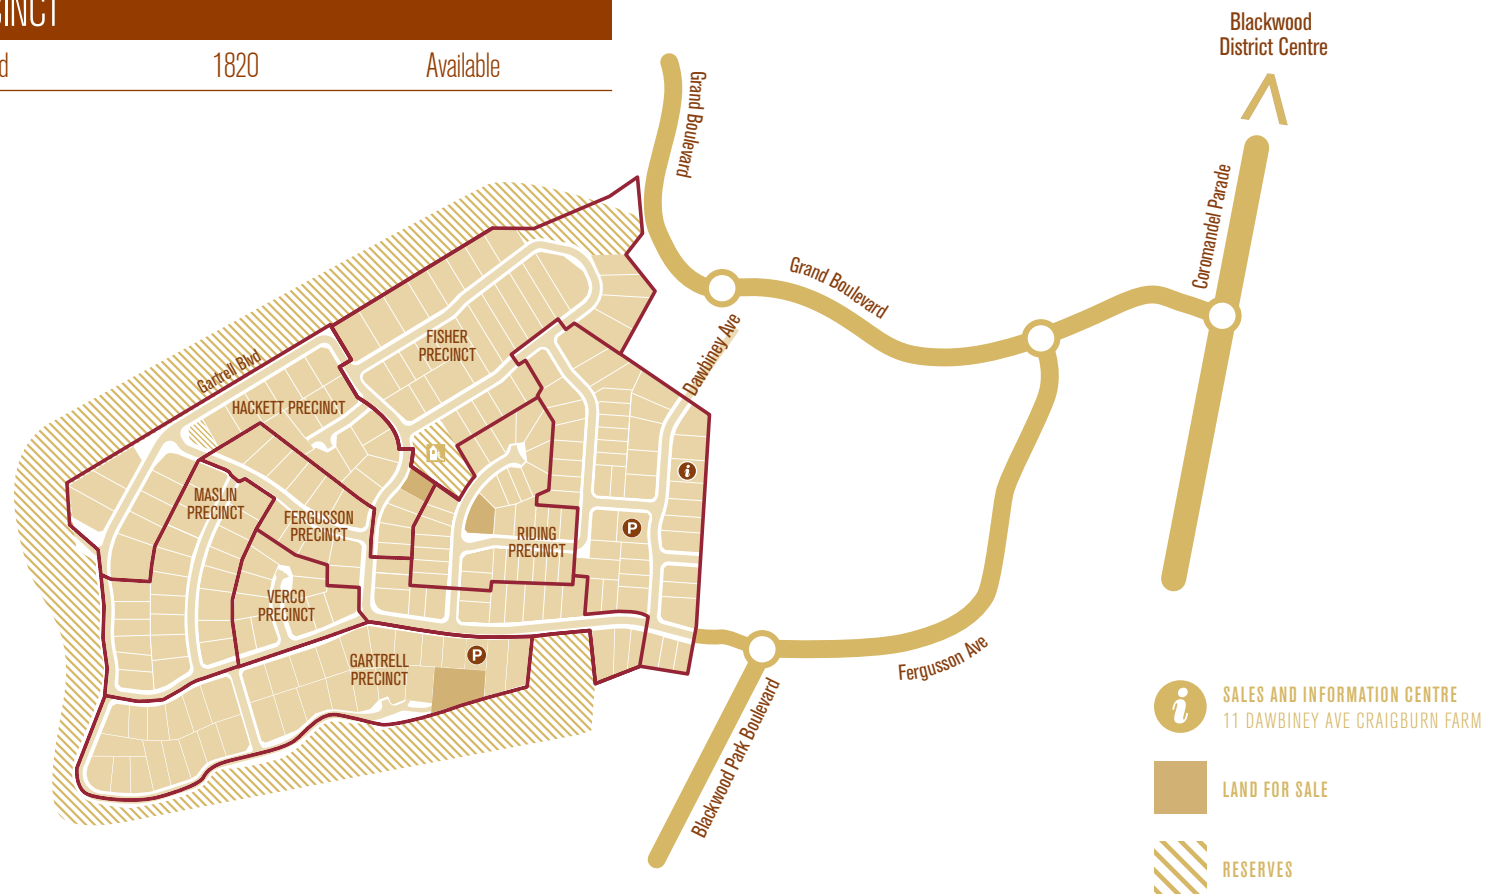 1820
Available
Blackwood
District Centre
Grand Boulevard
Coromandel Parade
Grand Boulevard
Dawbiney Ave
FISHER
PRECINCT
Gartrell Blvd
HACKETT PRECINCT
MASLIN
PRECINCT
FERGUSSON
PRECINCT
RIDING
PRECINCT
i
P
VERCO
PRECINCT
GARTRELL
PRECINCT
P
Fergusson Ave
Blackwood Park Boulevard
i
SALES AND INFORMATION CENTRE
11 DAWBINEY AVE CRAIGBURN FARM
LAND FOR SALE
RESERVES